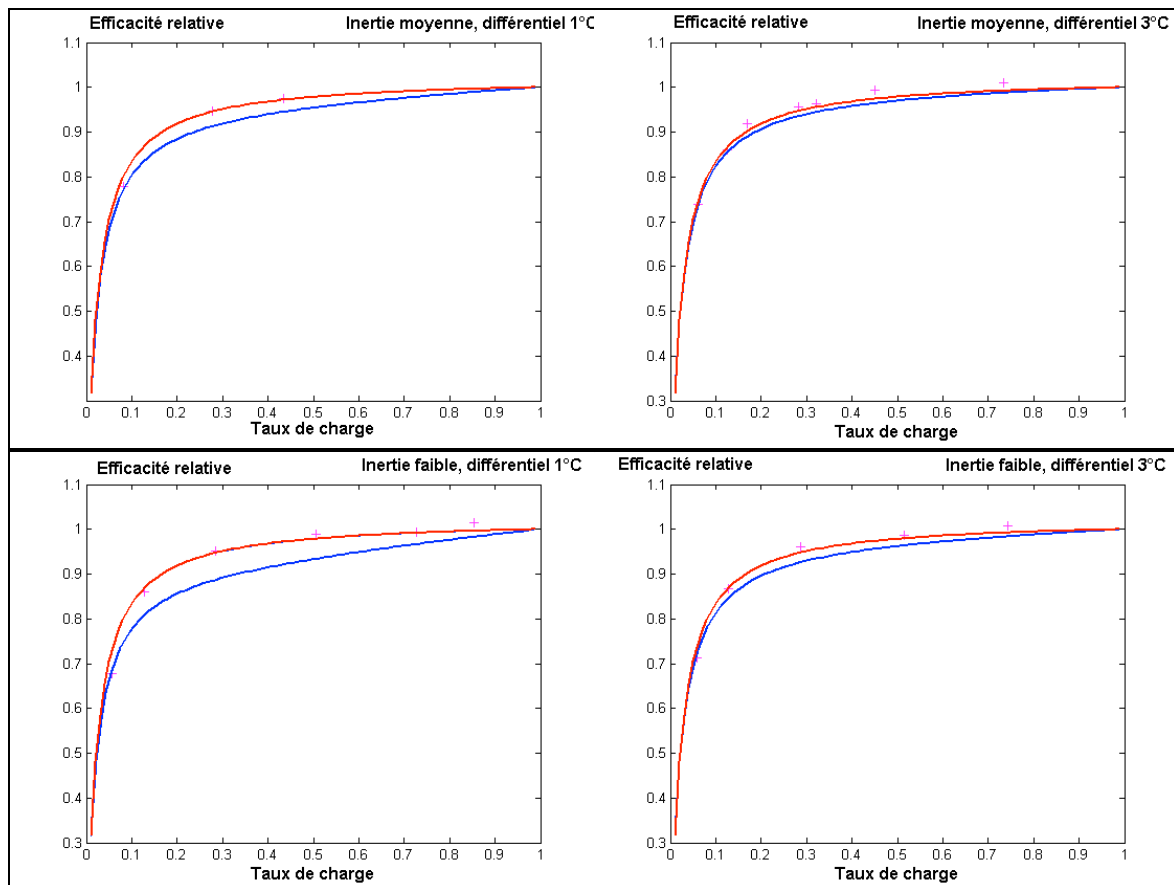 Efficacité relative Inertie moyenne, différentiel 1°C
1.1
1
0.9
0.8
0.7
0.6
0.5
0.4
0 0.1 0.2 0.3 0.4 0.5 0.6 0.7 0.8 0.9 1
Taux de charge
Efficacité relative Inertie moyenne, différentiel 3°C
1.1
1
0.9
0.8
0.7
0.6
0.5
0.4
0.3
0 0.1 0.2 0.3 0.4 0.5 0.6 0.7 0.8 0.9 1
Taux de charge
Efficacité relative Inertie faible, différentiel 1°C
1.1
1
0.9
0.8
0.7
0.6
0.5
0.4
0.3
0 0.1 0.2 0.3 0.4 0.5 0.6 0.7 0.8 0.9 1
Taux de charge
Efficacité relative Inertie faible, différentiel 3°C
1.1
1
0.9
0.8
0.7
0.6
0.5
0.4
0.3
0 0.1 0.2 0.3 0.4 0.5 0.6 0.7 0.8 0.9 1
Taux de charge